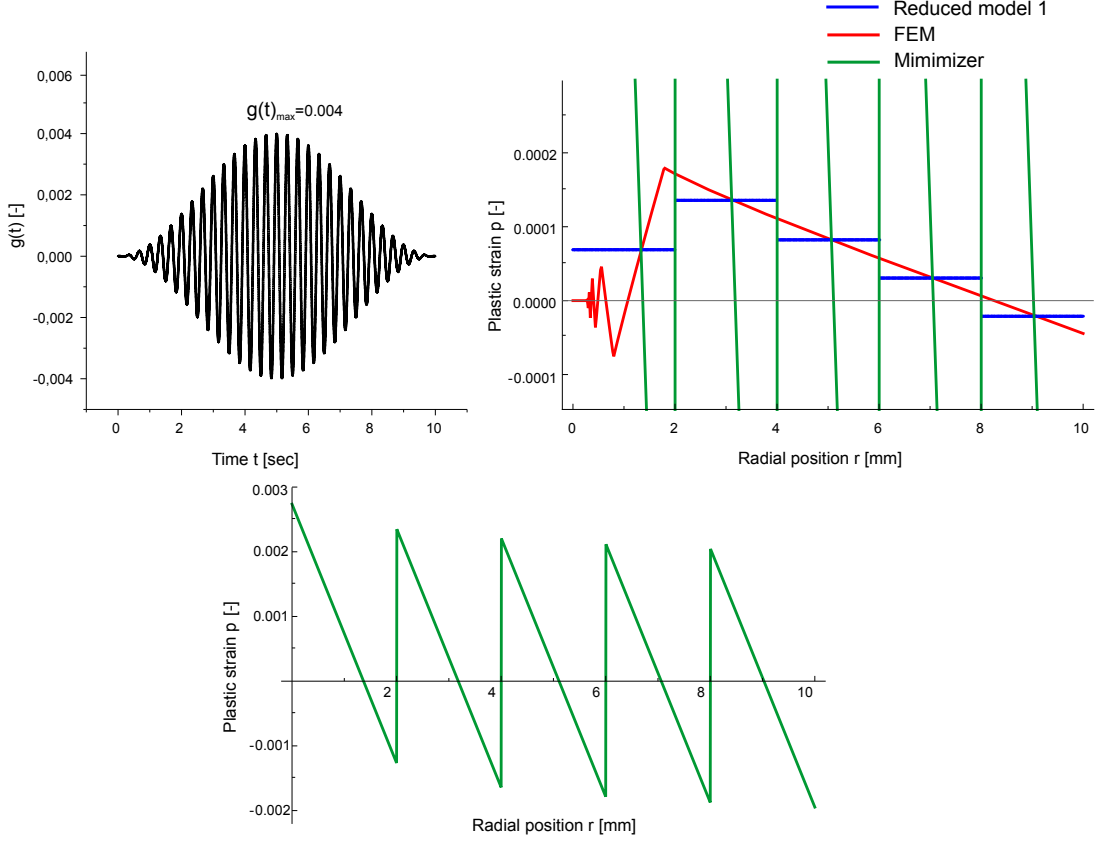 Reduced model 1
FEM
Mimimizer
0,006
0,004
0,002
0,000
-0,002
-0,004
g(t) [-]
g(t)max=0.004
0 2 4 6 8 10
Time t [sec]
0.0002
0.0001
0.0000
-0.0001
Plastic strain p [-]
0 2 4 6 8 10
Radial position r [mm]
0.003
0.002
0.001
-0.001
-0.002
Plastic strain p [-]
2 4 6 8 10
Radial position r [mm]